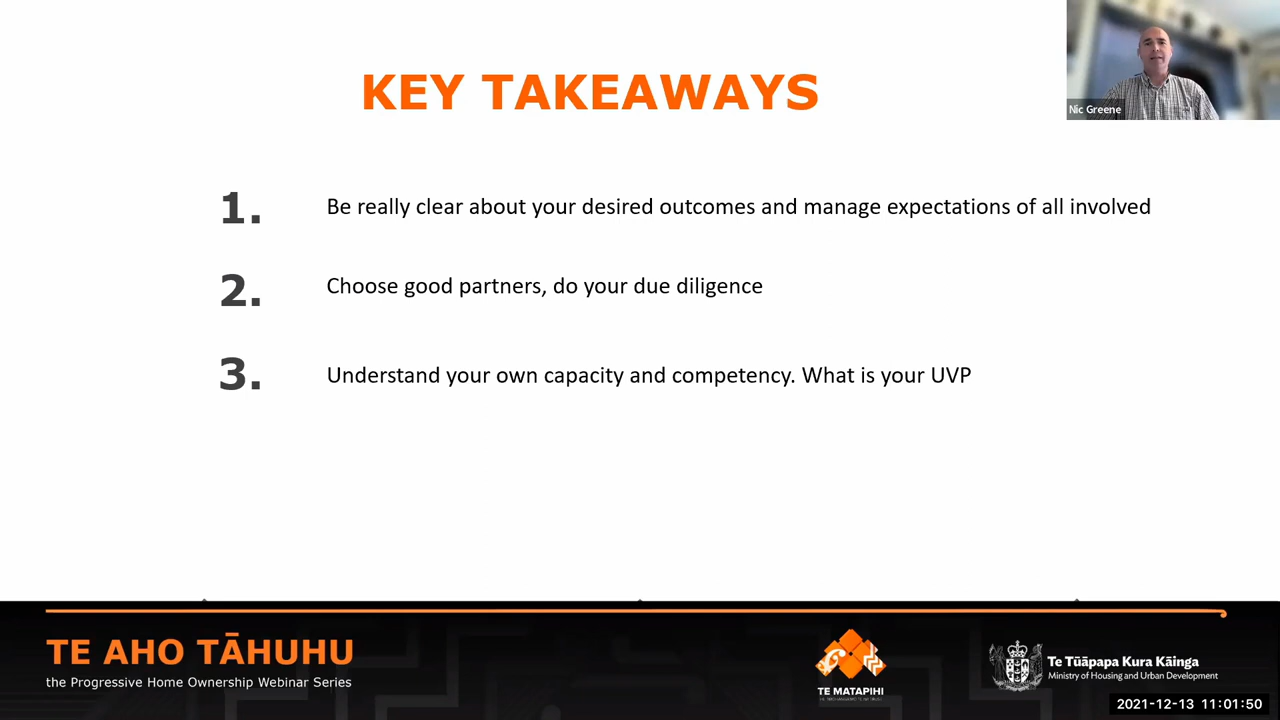 KEY TAKEAWAYS
Nic Greene
1.
Be really clear about your desired outcomes and manage expectations of all involved
2.
Choose good partners, do your due diligence
3.
Understand your own capacity and competency. What is your UVP
TE AHO TĀHUHU
the Progressive Home Ownership Webinar Series
TE MATAPIHI
Te Tūāpapa Kura Kāinga
Ministry of Housing and Urban Development
2021-12-13 11:01:50